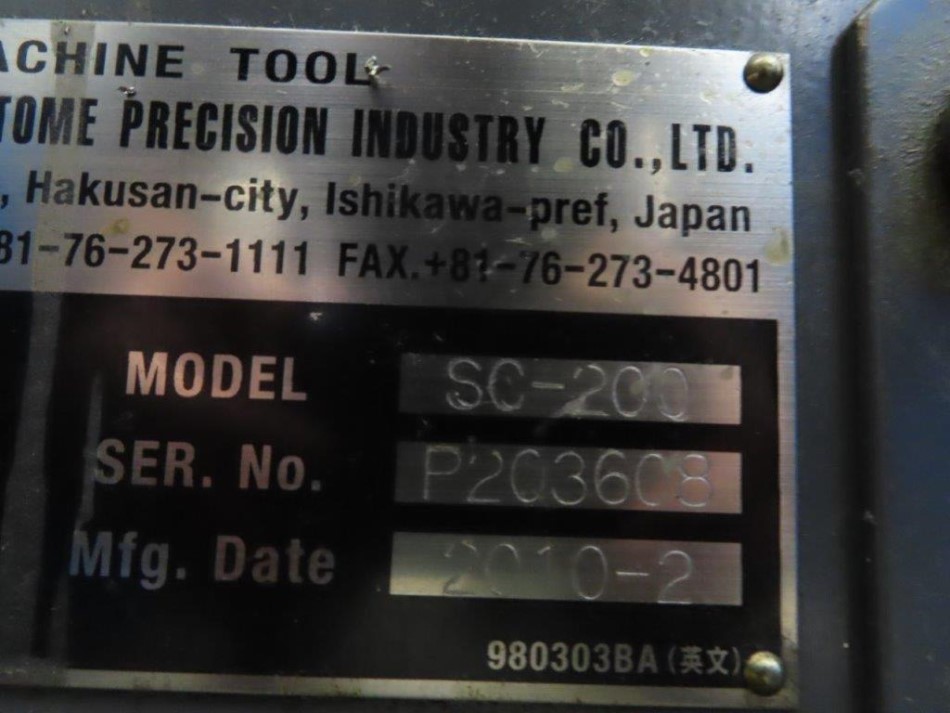 ACHINE TOOL
TOME PRECISION INDUSTRY CO.,LTD.
, Hakusan-city, Ishikawa-pref, Japan
81-76-273-1111 FAX.+81-76-273-4801
MODEL SC-200
SER. No. P203608
Mfg. Date 2010-2
980303BA (英文)